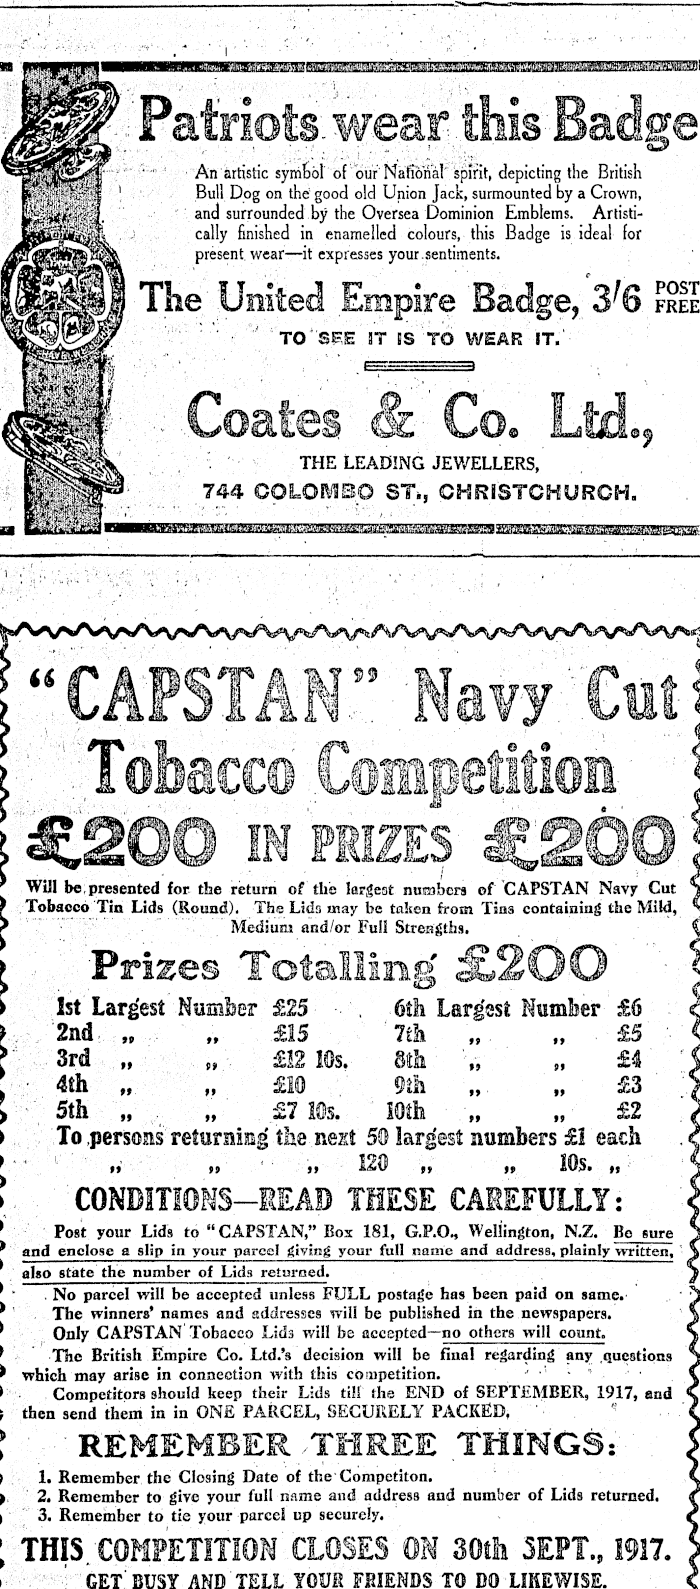 Patriots wear this Badge
An artistic symbol of our National spirit, depicting the British
Bull Dog on the good old Union Jack, surmounted by a Crown,
and surrounded by the Oversea Dominion Emblems. Artisti-
cally finished in enamelled colours, this Badge is ideal for
present wear—it expresses your sentiments.
The United Empire Badge, 3/6 POST FREE
TO SEE IT IS TO WEAR IT.
Coates & Co. Ltd.,
THE LEADING JEWELLERS,
744 COLOMBO ST., CHRISTCHURCH.
"CAPSTAN" Navy Cut
Tobacco Competition
£200 IN PRIZES £200
Will be presented for the return of the largest numbers of CAPSTAN Navy Cut
Tobacco Tin Lids (Round). The Lids may be taken from Tins containing the Mild,
Medium and/or Full Strengths.
Prizes Totalling £200
1st Largest Number £25 6th Largest Number £6
2nd „ „ £15 7th „ „ £5
3rd „ „ £12 10s. 8th „ „ £4
4th „ „ £10 9th „ „ £3
5th „ „ £7 10s. 10th „ „ £2
To persons returning the next 50 largest numbers £1 each
„ „ „ 120 „ „ 10s. „
CONDITIONS—READ THESE CAREFULLY:
Post your Lids to "CAPSTAN," Box 181, G.P.O., Wellington, N.Z. Be sure
and enclose a slip in your parcel giving your full name and address, plainly written,
also state the number of Lids returned.
No parcel will be accepted unless FULL postage has been paid on same.
The winners' names and addresses will be published in the newspapers.
Only CAPSTAN Tobacco Lids will be accepted—no others will count.
The British Empire Co. Ltd.'s decision will be final regarding any questions
which may arise in connection with this competition.
Competitors should keep their Lids till the END of SEPTEMBER, 1917, and
then send them in in ONE PARCEL, SECURELY PACKED,
REMEMBER THREE THINGS:
1. Remember the Closing Date of the Competiton.
2. Remember to give your full name and address and number of Lids returned.
3. Remember to tie your parcel up securely.
THIS COMPETITION CLOSES ON 30th SEPT., 1917.
GET BUSY AND TELL YOUR FRIENDS TO DO LIKEWISE.